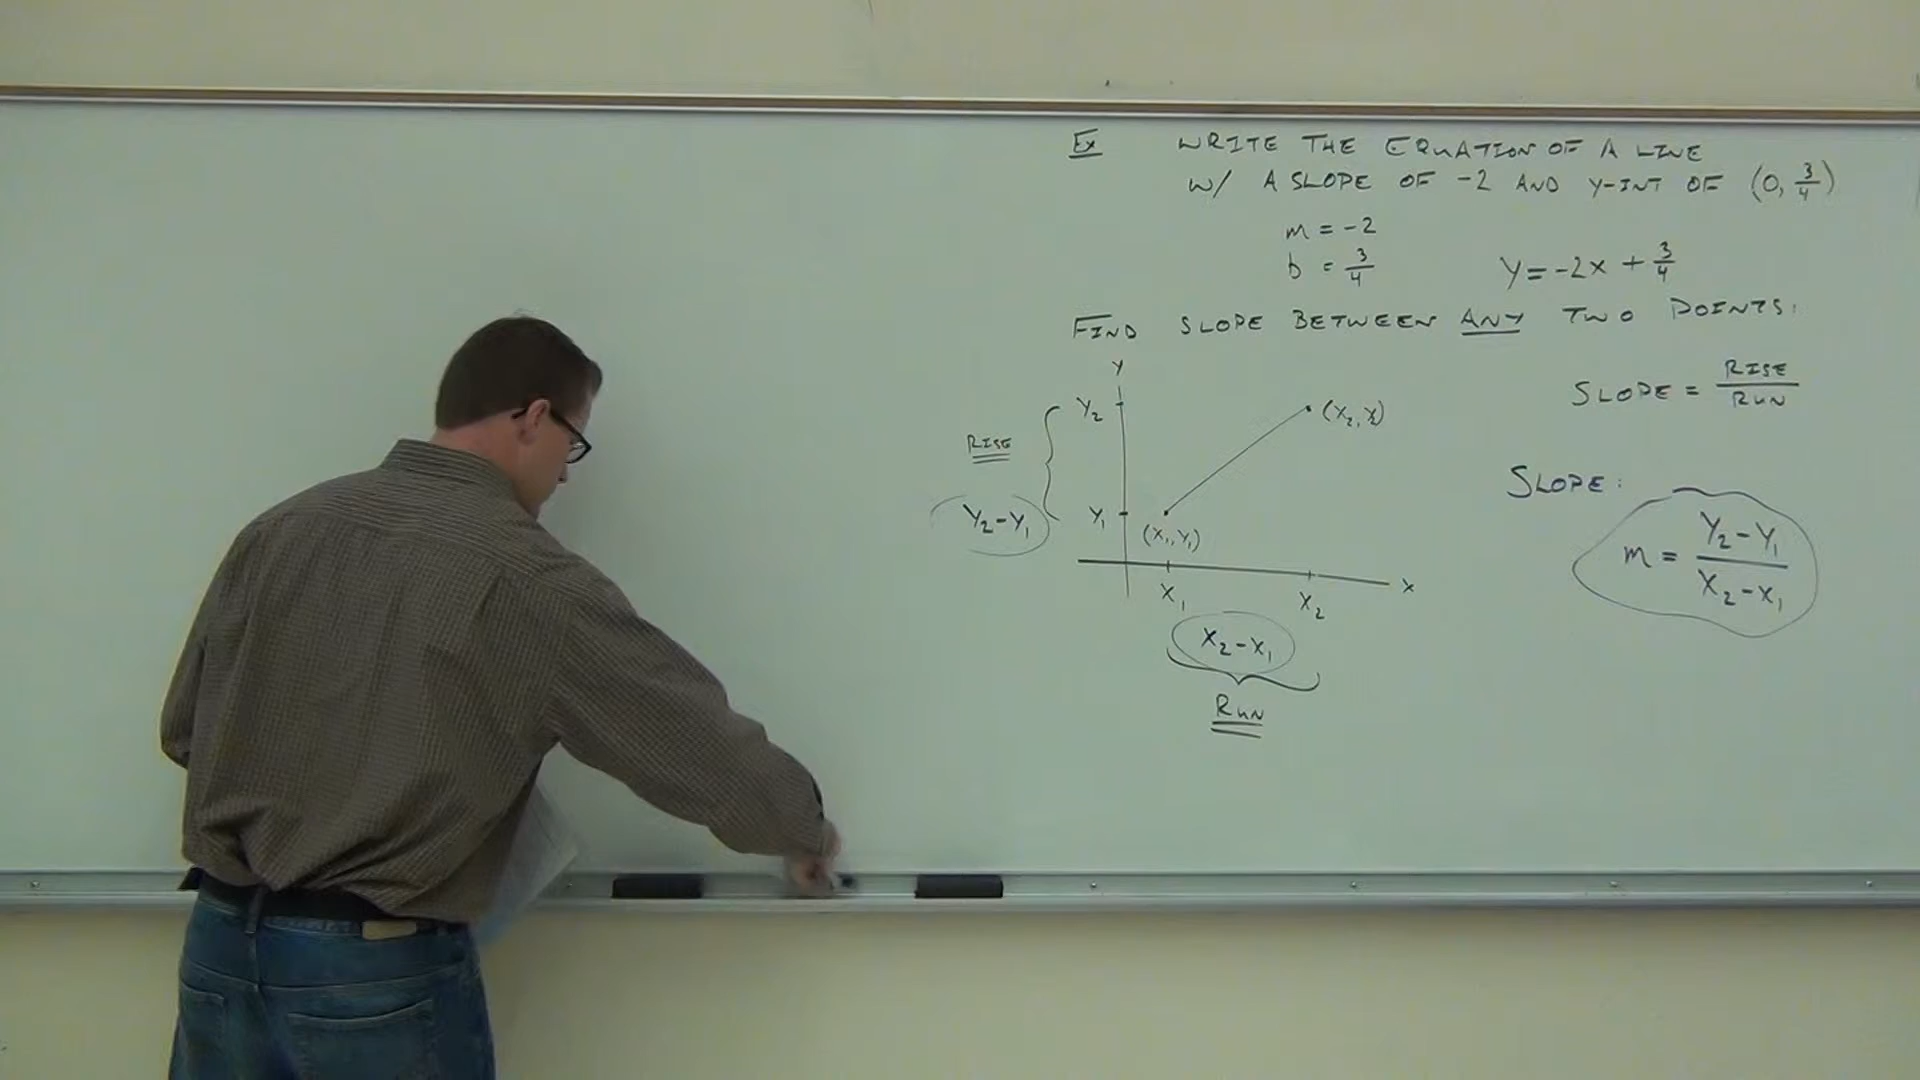 Ex WRITE THE EQUATION OF A LINE
W/ A SLOPE OF -2 AND Y-INT OF (0, 3/4)
m = -2
b = 3/4
y = -2x + 3/4
FIND SLOPE BETWEEN ANY TWO POINTS:
SLOPE = RISE/RUN
Y
Y₂
(X₂, Y₂)
RISE
Y₂ - Y₁
Y₁
(X₁, Y₁)
X
X₁
X₂
X₂ - X₁
RUN
SLOPE:
m = Y₂ - Y₁ / X₂ - X₁